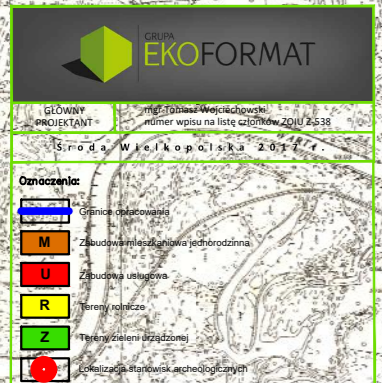 GRUPA
EKOFORMAT
GŁÓWNY
PROJEKTANT
mgr Tomasz Wojciechowski
numer wpisu na listę członków ZOIU Z-538
Środa Wielkopolska 2017 r.
Oznaczenia:
Granice opracowania
M Zabudowa mieszkaniowa jednorodzinna
U Zabudowa usługowa
R Tereny rolnicze
Z Tereny zieleni urządzonej
Lokalizacja stanowisk archeologicznych